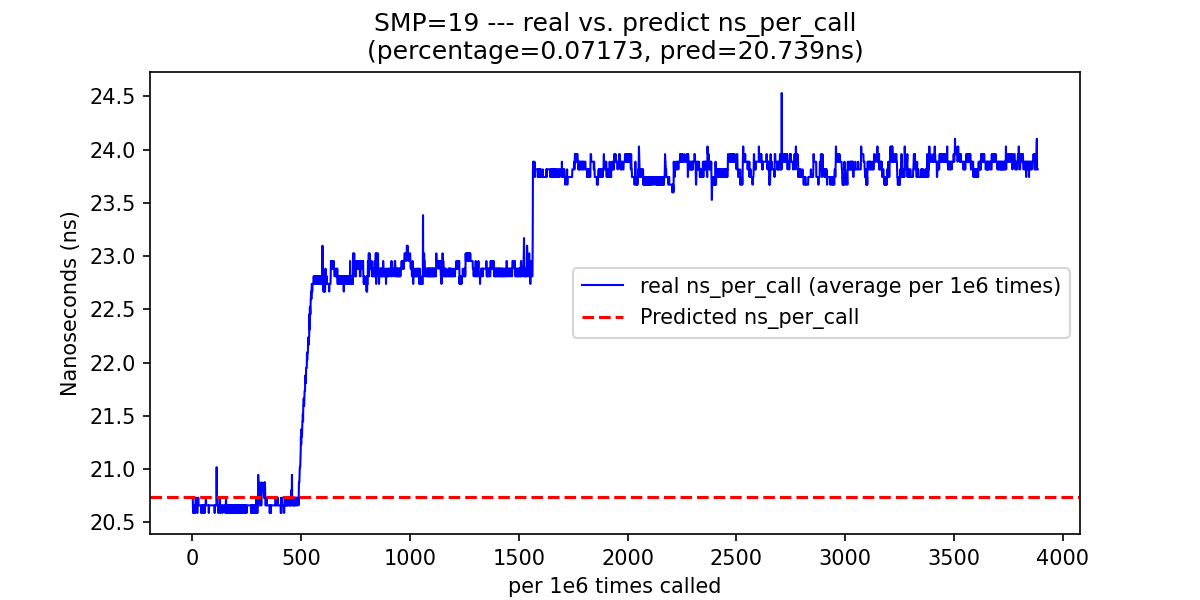 SMP=19 --- real vs. predict ns_per_call
(percentage=0.07173, pred=20.739ns)
24.5
24.0
23.5
23.0
22.5
22.0
21.5
21.0
20.5
Nanoseconds (ns)
real ns_per_call (average per 1e6 times)
Predicted ns_per_call
0 500 1000 1500 2000 2500 3000 3500 4000
per 1e6 times called